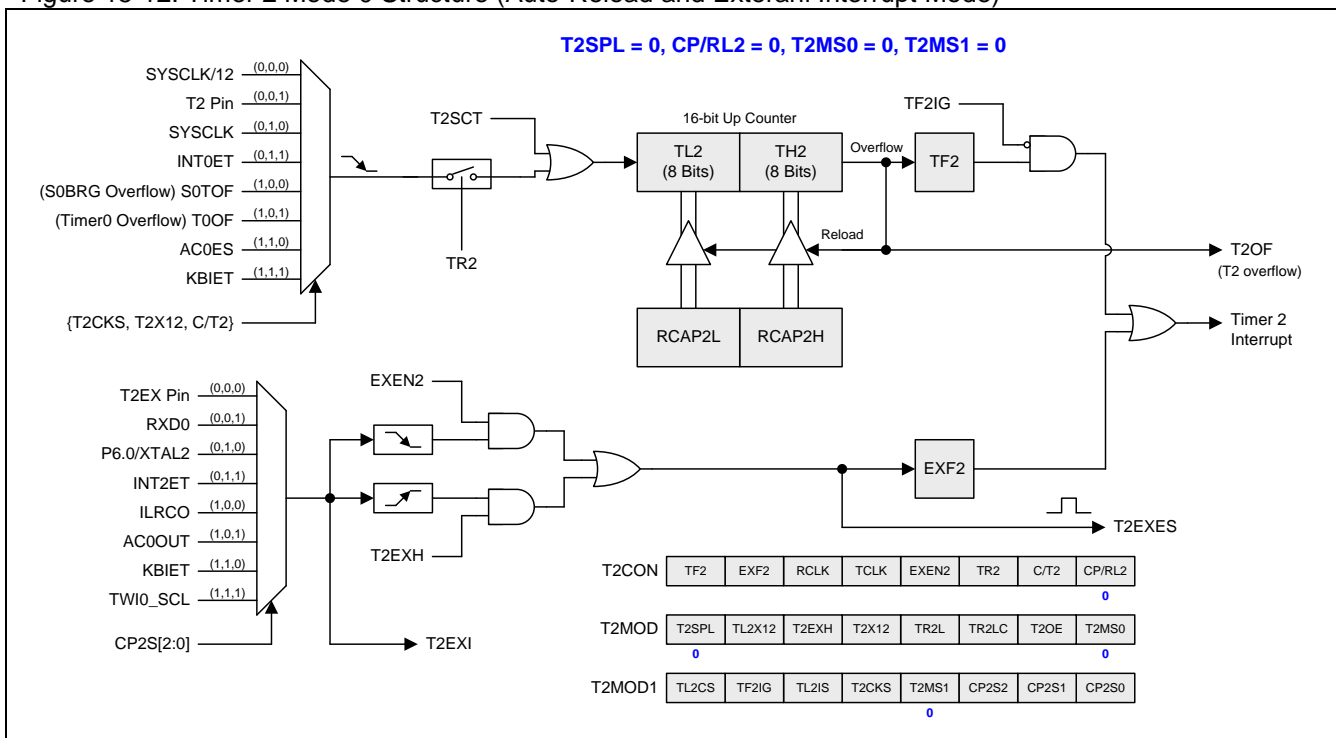 Figure 18-12. Timer 2 Mode 0 Structure (Auto-Reload and Exteranl Interrupt Mode)
T2SPL = 0, CP/RL2 = 0, T2MS0 = 0, T2MS1 = 0
SYSCLK/12 (0,0,0)
T2 Pin (0,0,1)
SYSCLK (0,1,0)
INT0ET (0,1,1)
(S0BRG Overflow) S0TOF (1,0,0)
(Timer0 Overflow) T0OF (1,0,1)
AC0ES (1,1,0)
KBIET (1,1,1)
{T2CKS, T2X12, C/T2}
TR2
T2SCT
16-bit Up Counter
TL2
(8 Bits)
TH2
(8 Bits)
Overflow
TF2
TF2IG
Reload
RCAP2L
RCAP2H
T2OF
(T2 overflow)
Timer 2
Interrupt
T2EX Pin (0,0,0)
RXD0 (0,0,1)
P6.0/XTAL2 (0,1,0)
INT2ET (0,1,1)
ILRCO (1,0,0)
AC0OUT (1,0,1)
KBIET (1,1,0)
TWI0_SCL (1,1,1)
CP2S[2:0]
EXEN2
T2EXH
T2EXI
EXF2
T2EXES
T2CON TF2 EXF2 RCLK TCLK EXEN2 TR2 C/T2 CP/RL2
0
T2MOD T2SPL TL2X12 T2EXH T2X12 TR2L TR2LC T2OE T2MS0
0 0
T2MOD1 TL2CS TF2IG TL2IS T2CKS T2MS1 CP2S2 CP2S1 CP2S0
0